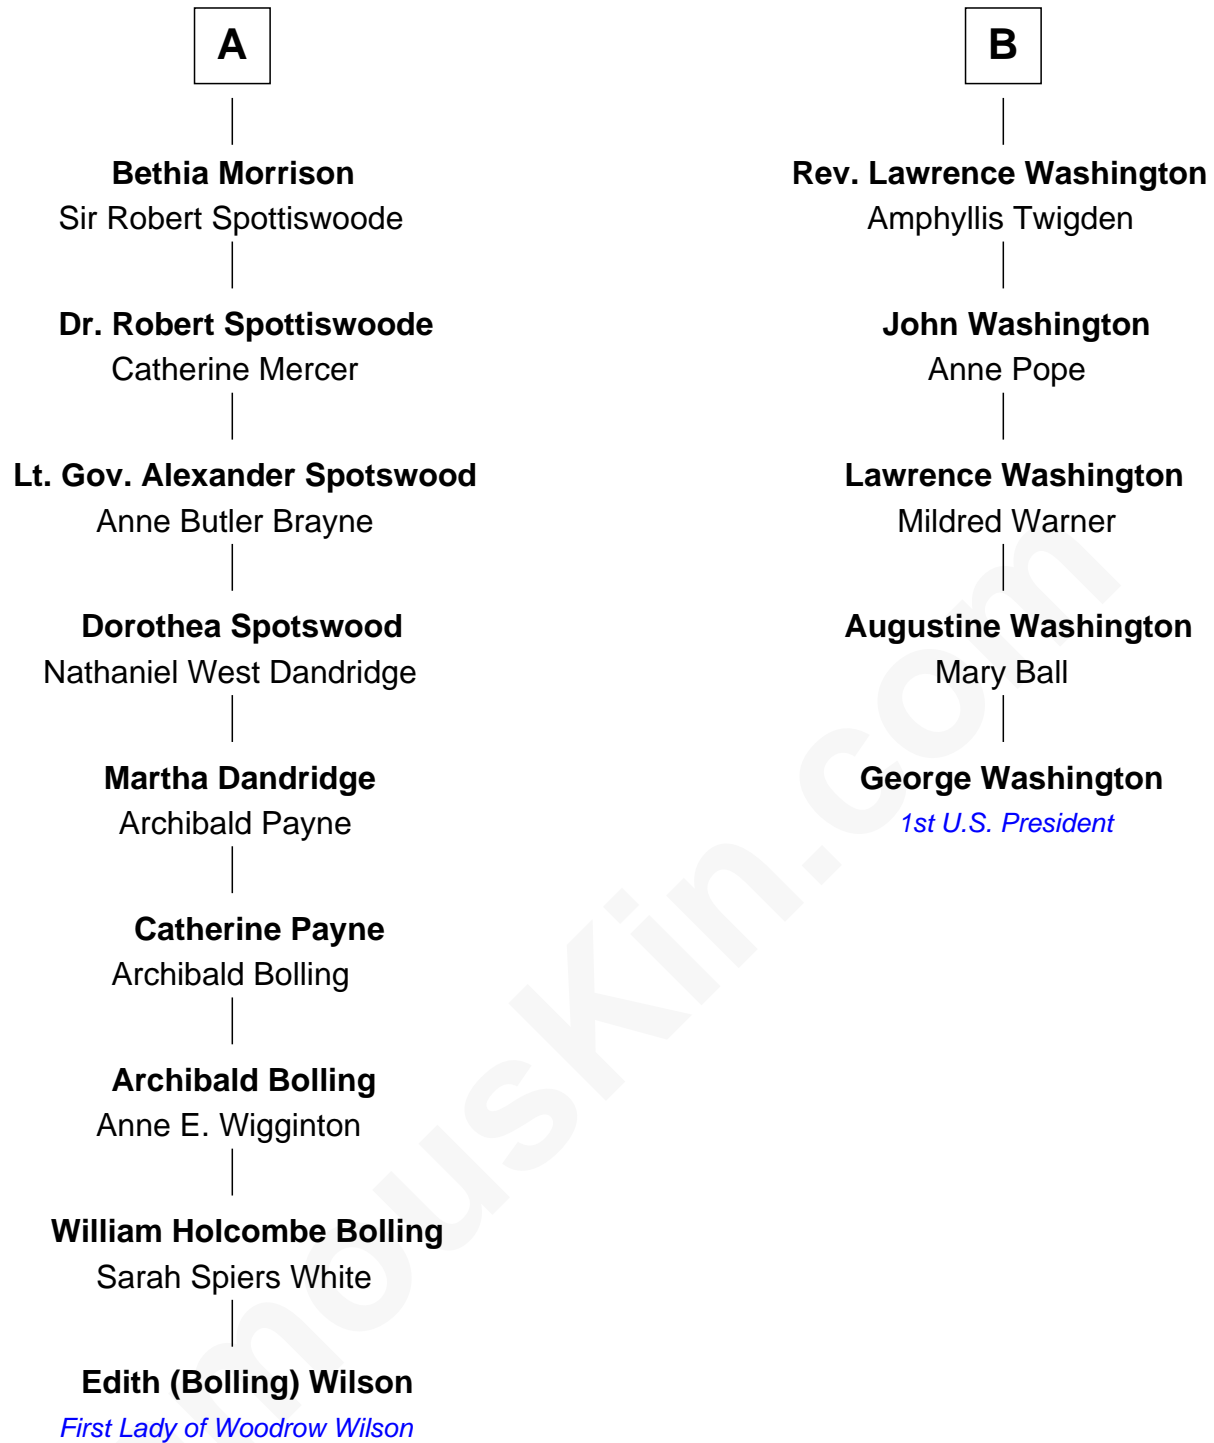 A
Bethia Morrison
Sir Robert Spottiswoode
Dr. Robert Spottiswoode
Catherine Mercer
Lt. Gov. Alexander Spotswood
Anne Butler Brayne
Dorothea Spotswood
Nathaniel West Dandridge
Martha Dandridge
Archibald Payne
Catherine Payne
Archibald Bolling
Archibald Bolling
Anne E. Wigginton
William Holcombe Bolling
Sarah Spiers White
Edith (Bolling) Wilson
First Lady of Woodrow Wilson
B
Rev. Lawrence Washington
Amphyllis Twigden
John Washington
Anne Pope
Lawrence Washington
Mildred Warner
Augustine Washington
Mary Ball
George Washington
1st U.S. President
mousKin.com